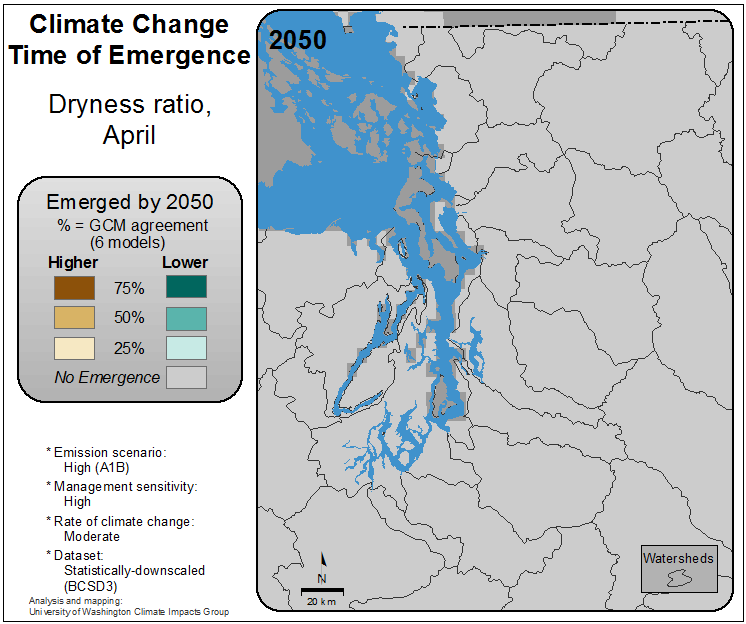 Climate Change
Time of Emergence
Dryness ratio,
April
Emerged by 2050
% = GCM agreement
(6 models)
Higher Lower
75%
50%
25%
No Emergence
* Emission scenario:
High (A1B)
* Management sensitivity:
High
* Rate of climate change:
Moderate
* Dataset:
Statistically-downscaled
(BCSD3)
Analysis and mapping:
University of Washington Climate Impacts Group
2050
N
20 km
Watersheds